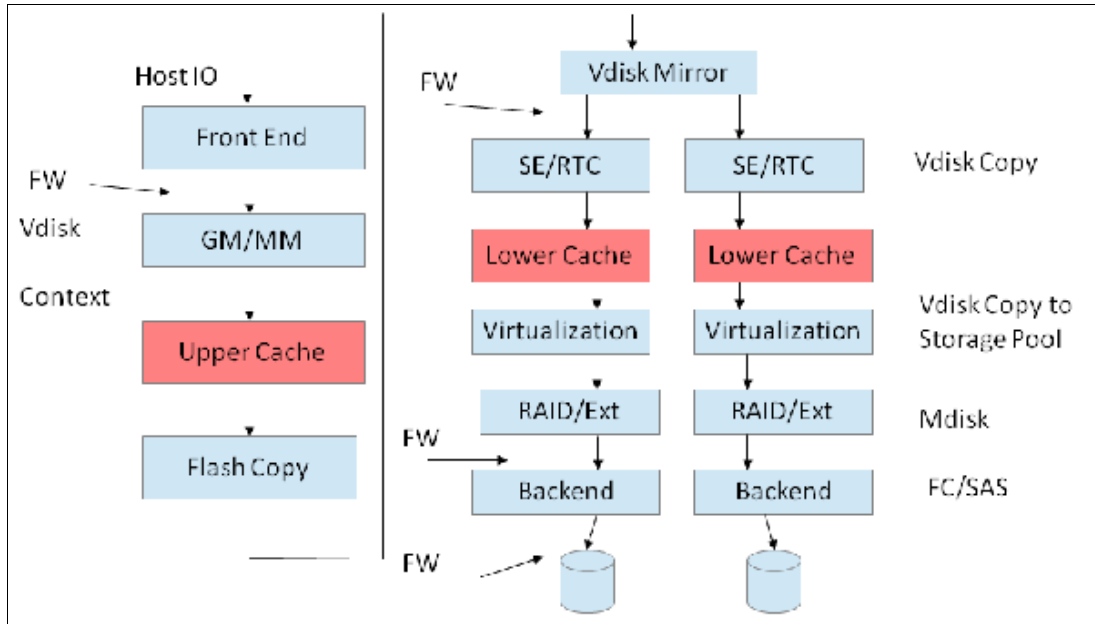 Host IO
Front End
FW
Vdisk
GM/MM
Context
Upper Cache
Flash Copy
Vdisk Mirror
FW
SE/RTC
SE/RTC
Vdisk Copy
Lower Cache
Lower Cache
Virtualization
Virtualization
Vdisk Copy to
Storage Pool
RAID/Ext
RAID/Ext
Mdisk
FW
Backend
Backend
FC/SAS
FW